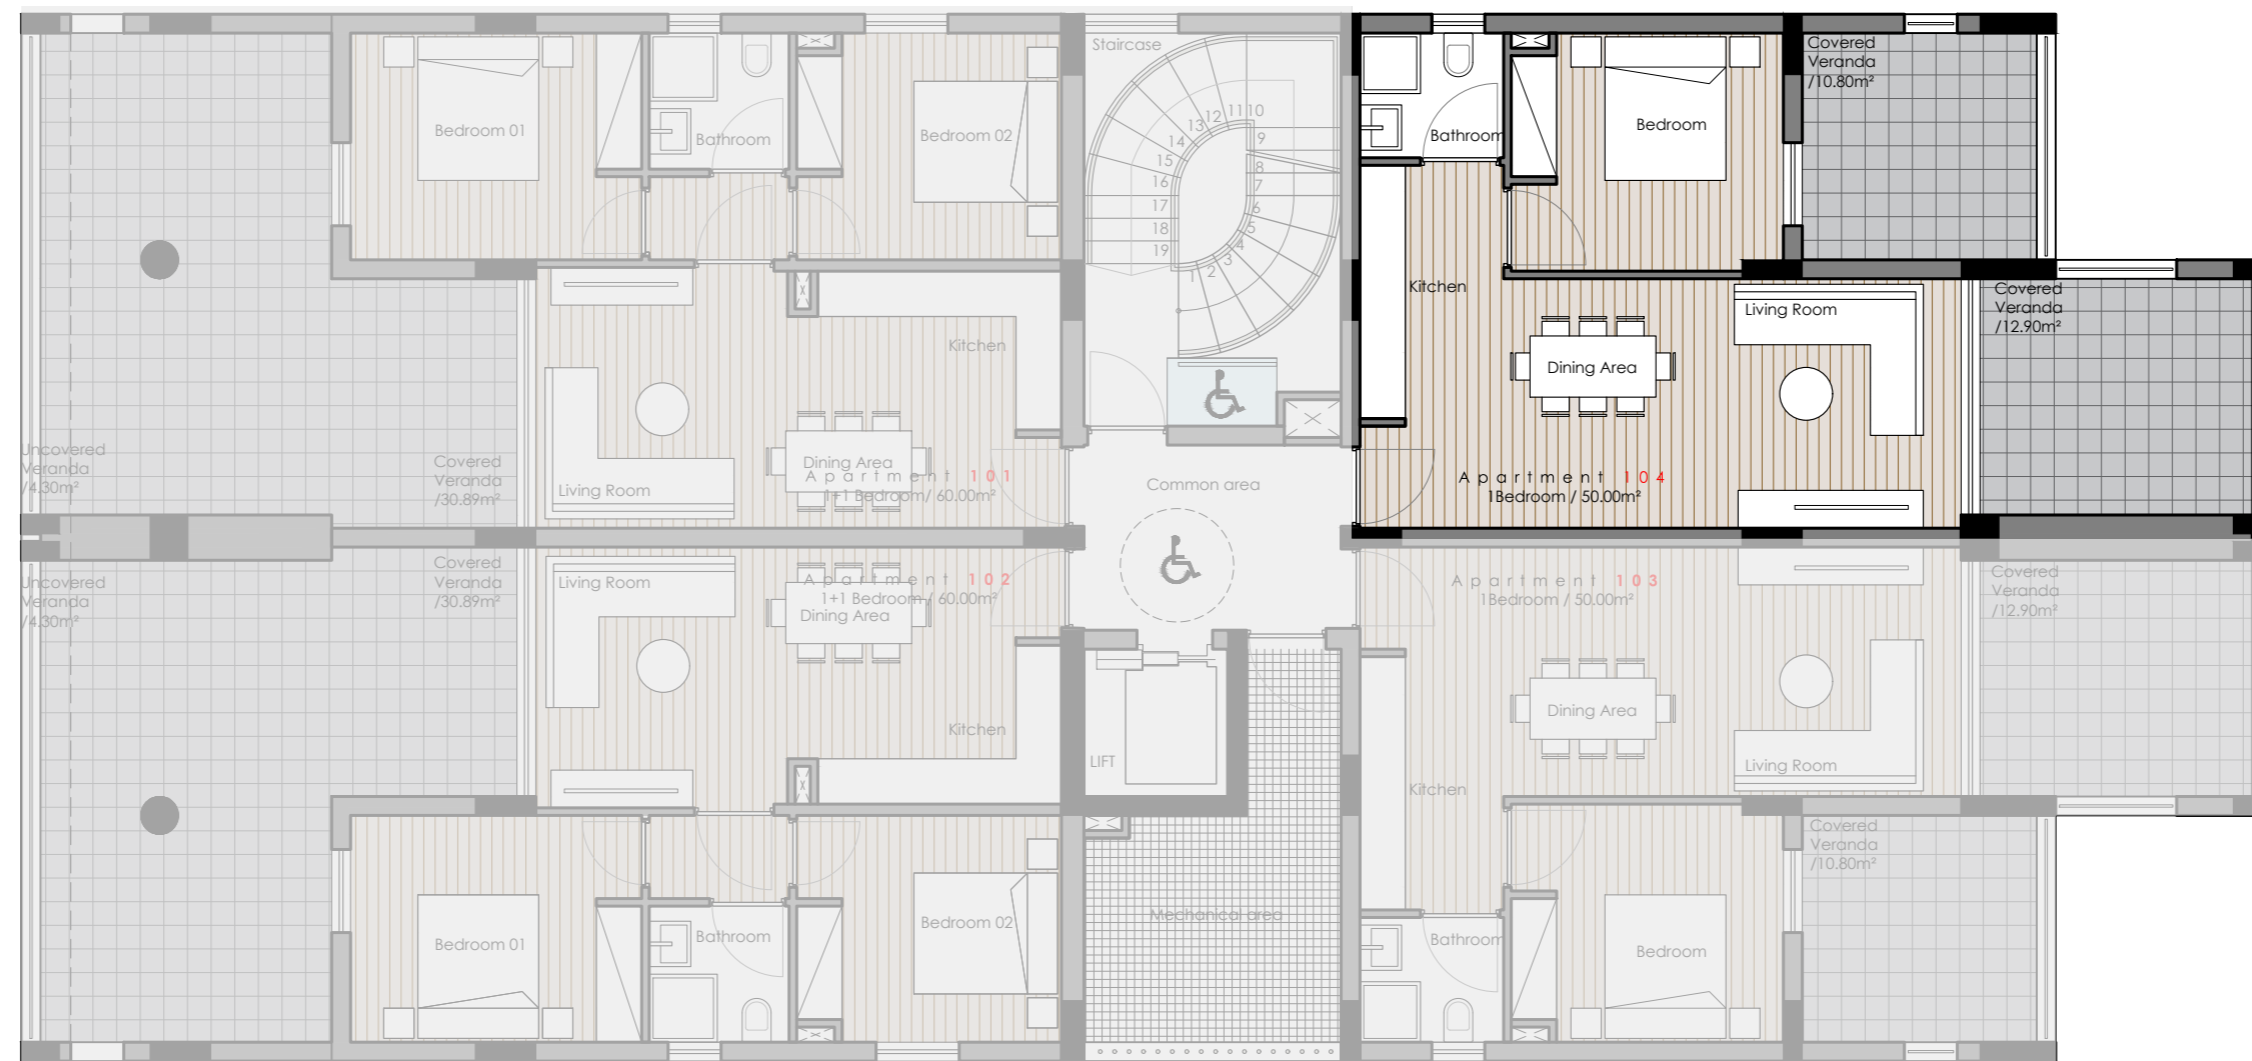 Staircase
Bedroom 01
Bathroom
Bedroom 02
1
2
3
4
5
6
7
8
9
10
11
12
13
14
15
16
17
18
19
Kitchen
Uncovered
Veranda
/4.30m²
Covered
Veranda
/30.89m²
Living Room
Dining Area
Apartment 101
1+1 Bedroom/ 60.00m²
Common area
Bathroom
Bedroom
Covered
Veranda
/10.80m²
Kitchen
Living Room
Dining Area
Covered
Veranda
/12.90m²
Apartment 104
1Bedroom / 50.00m²
Uncovered
Veranda
/4.30m²
Covered
Veranda
/30.89m²
Living Room
Apartment 102
1+1 Bedroom / 60.00m²
Dining Area
Kitchen
Bedroom 01
Bathroom
Bedroom 02
LIFT
Mechanical area
Apartment 103
1Bedroom / 50.00m²
Covered
Veranda
/12.90m²
Dining Area
Living Room
Kitchen
Covered
Veranda
/10.80m²
Bathroom
Bedroom